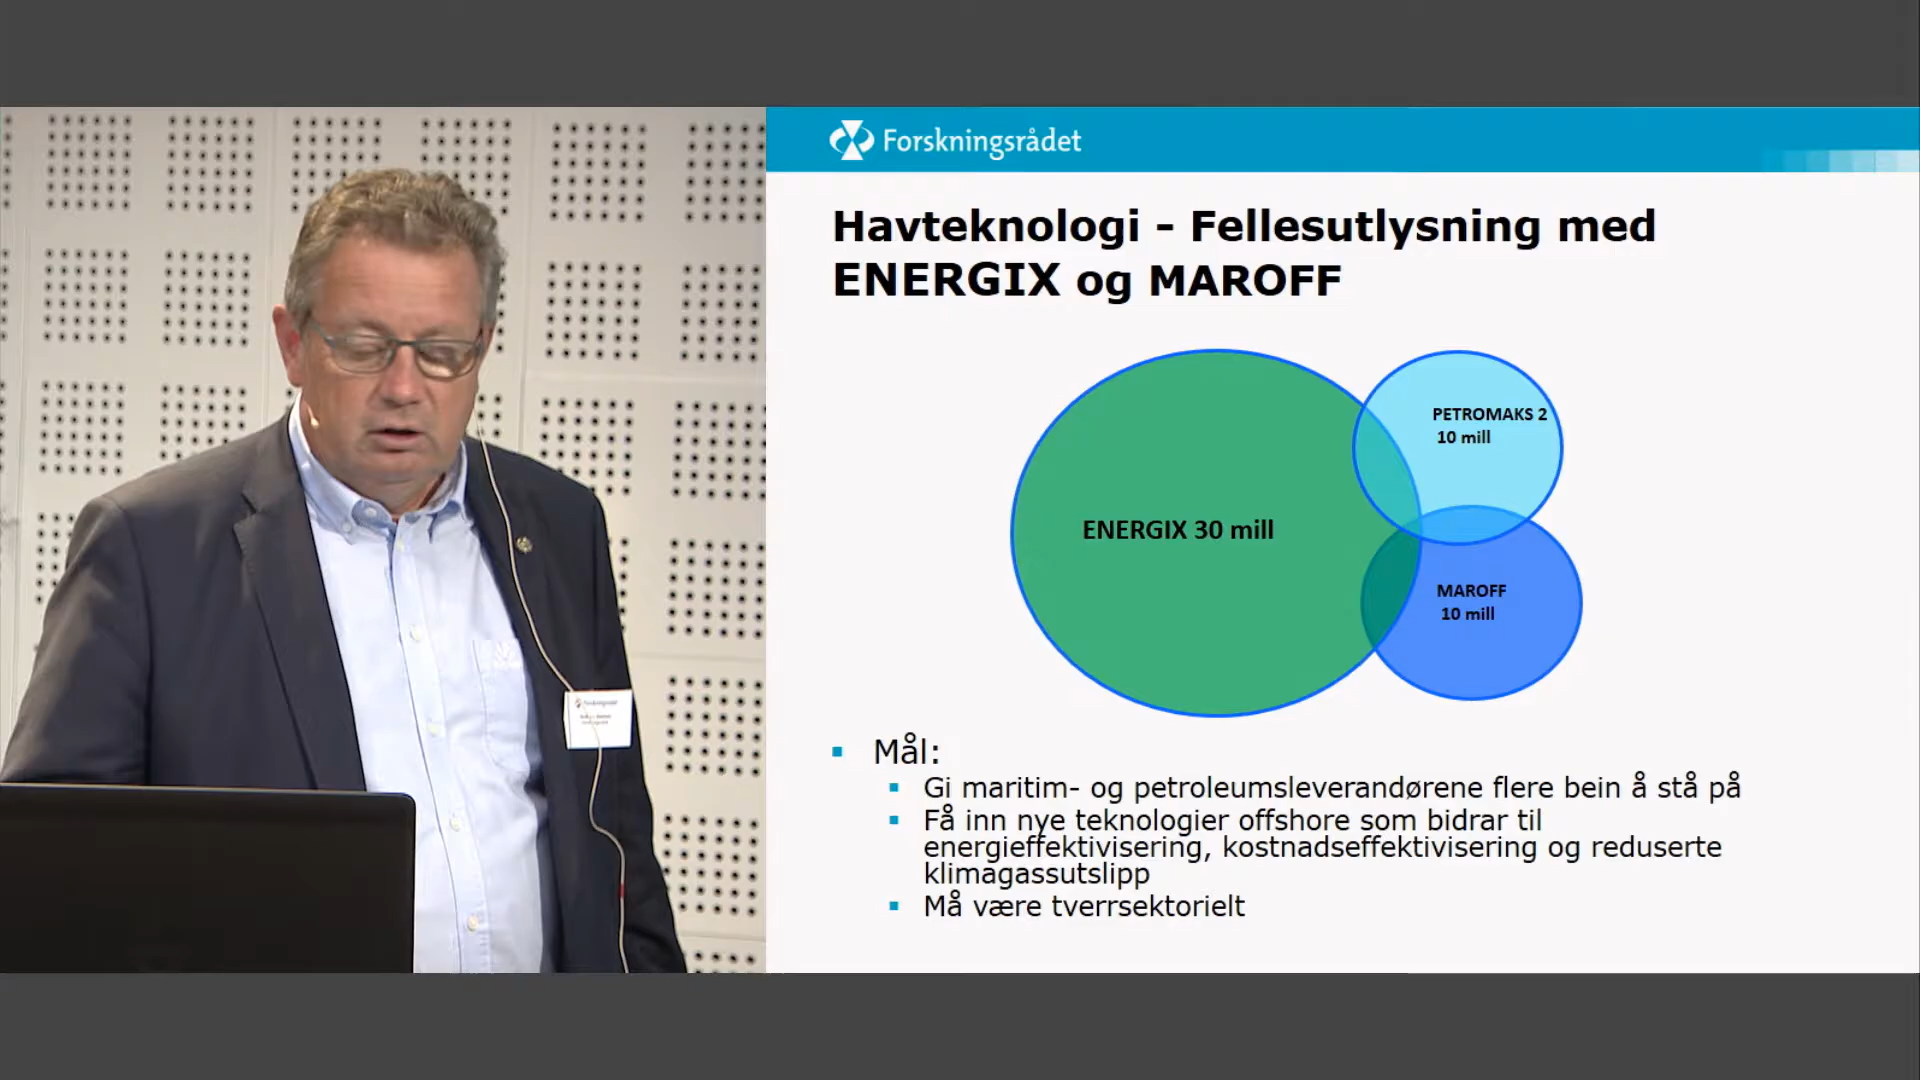 Forskningsrådet
Havteknologi - Fellesutlysning med
ENERGIX og MAROFF
PETROMAKS 2
10 mill
ENERGIX 30 mill
MAROFF
10 mill
Mål:
Gi maritim- og petroleumsleverandørene flere bein å stå på
Få inn nye teknologier offshore som bidrar til
energieffektivisering, kostnadseffektivisering og reduserte
klimagassutslipp
Må være tverrsektorielt
Forskningsrådet